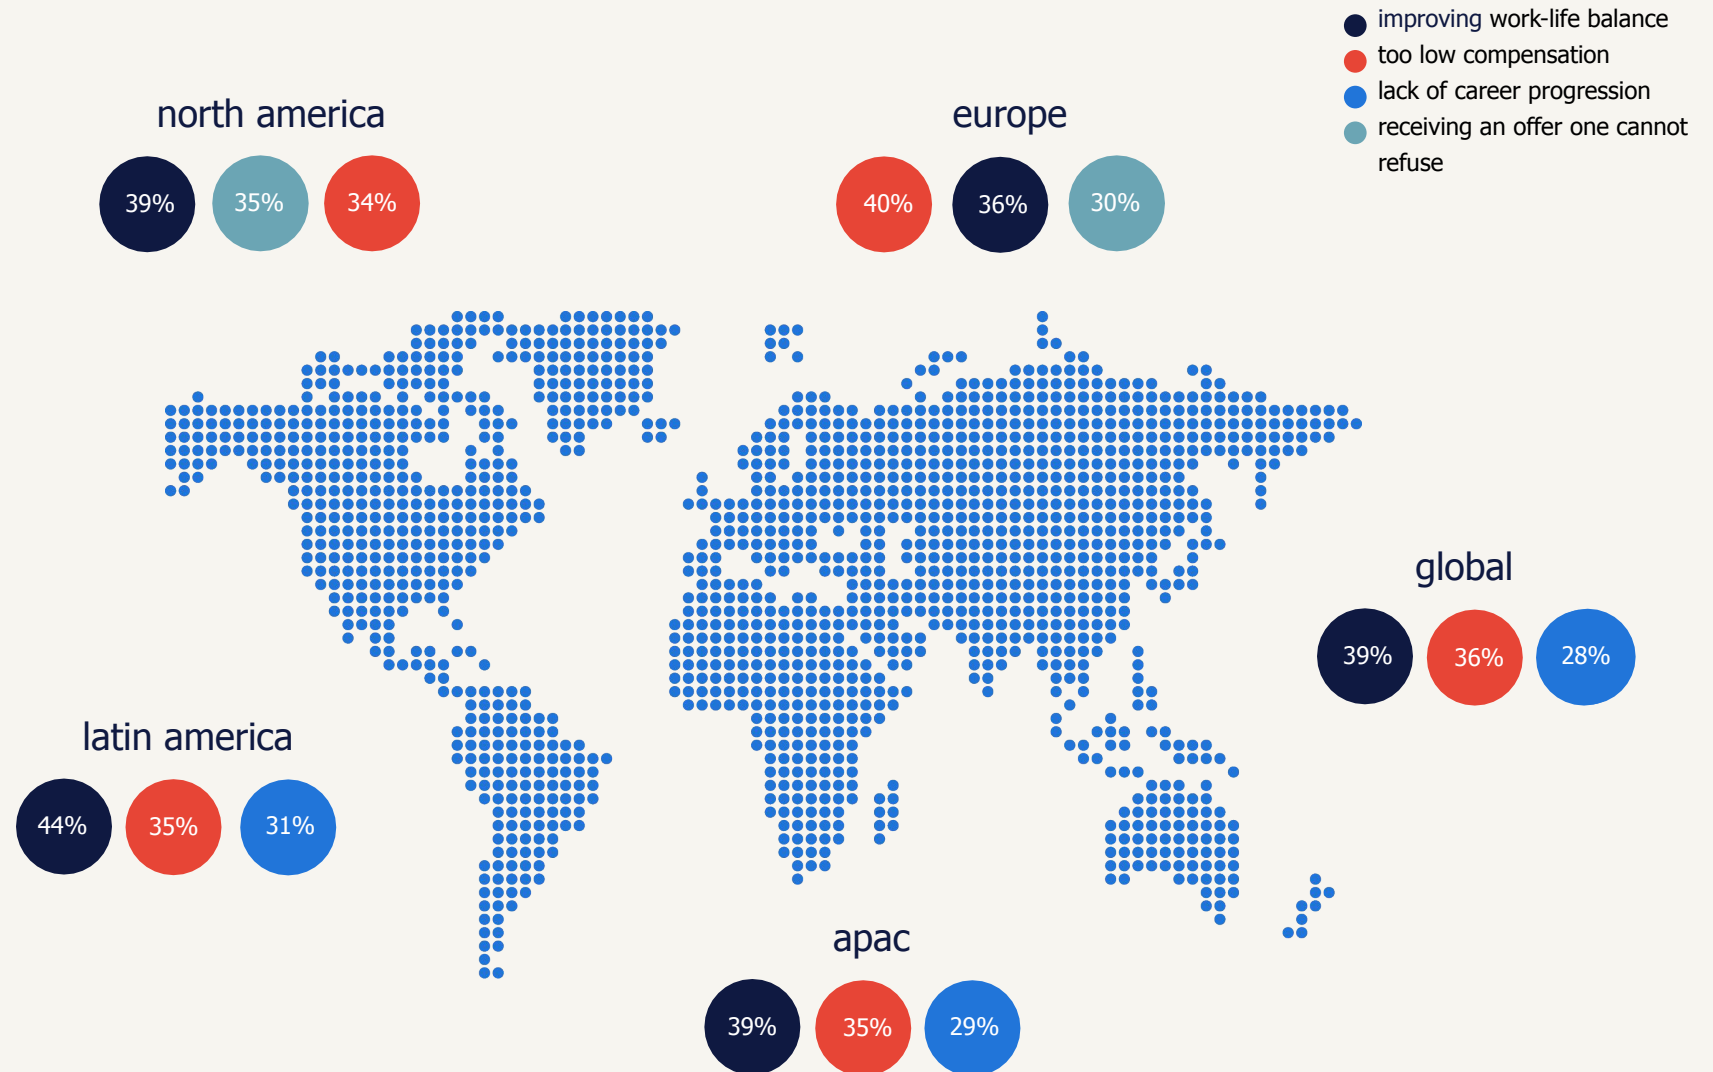 improving work-life balance
too low compensation
lack of career progression
receiving an offer one cannot
refuse
north america
39% 35% 34%
europe
40% 36% 30%
global
39% 36% 28%
latin america
44% 35% 31%
apac
39% 35% 29%